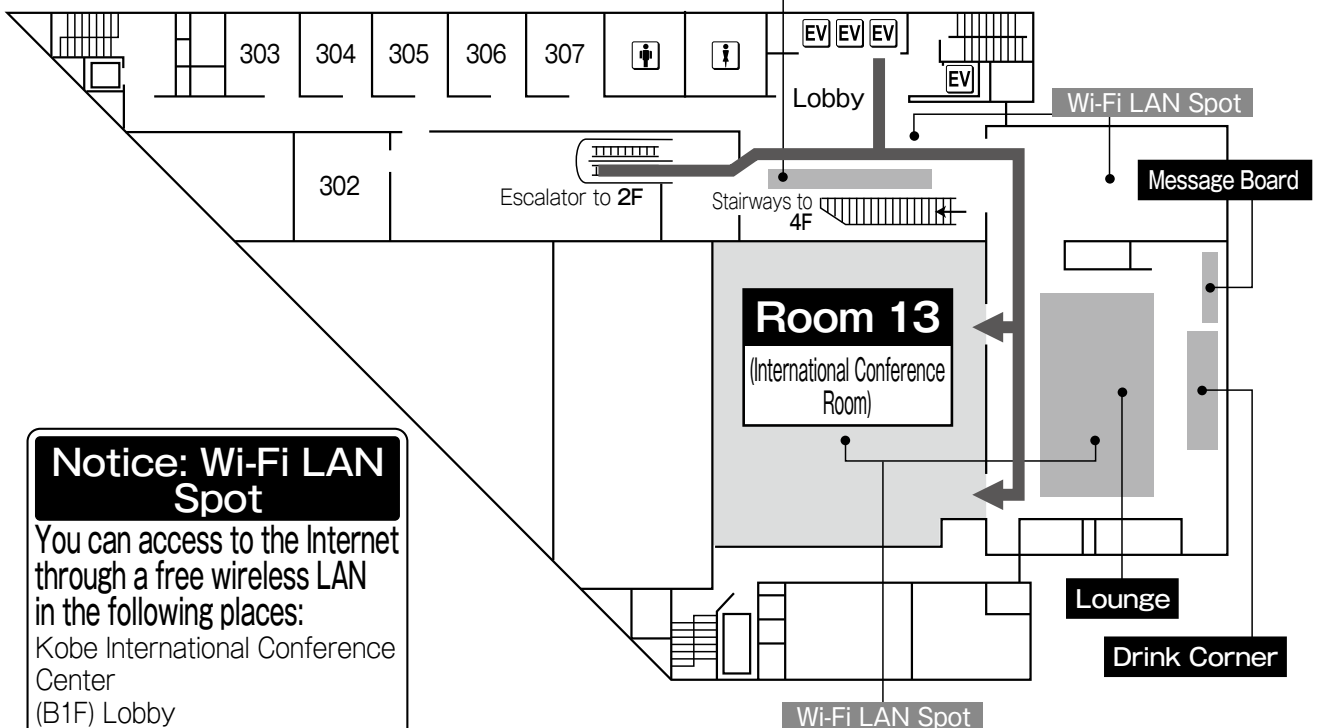 303
304
305
306
307
EV
EV
EV
EV
Lobby
Wi-Fi LAN Spot
Message Board
302
Escalator to 2F
Stairways to
4F
Room 13
(International Conference
Room)
Notice: Wi-Fi LAN
Spot
You can access to the Internet
through a free wireless LAN
in the following places:
Kobe International Conference
Center
(B1F) Lobby
Lounge
Drink Corner
Wi-Fi LAN Spot